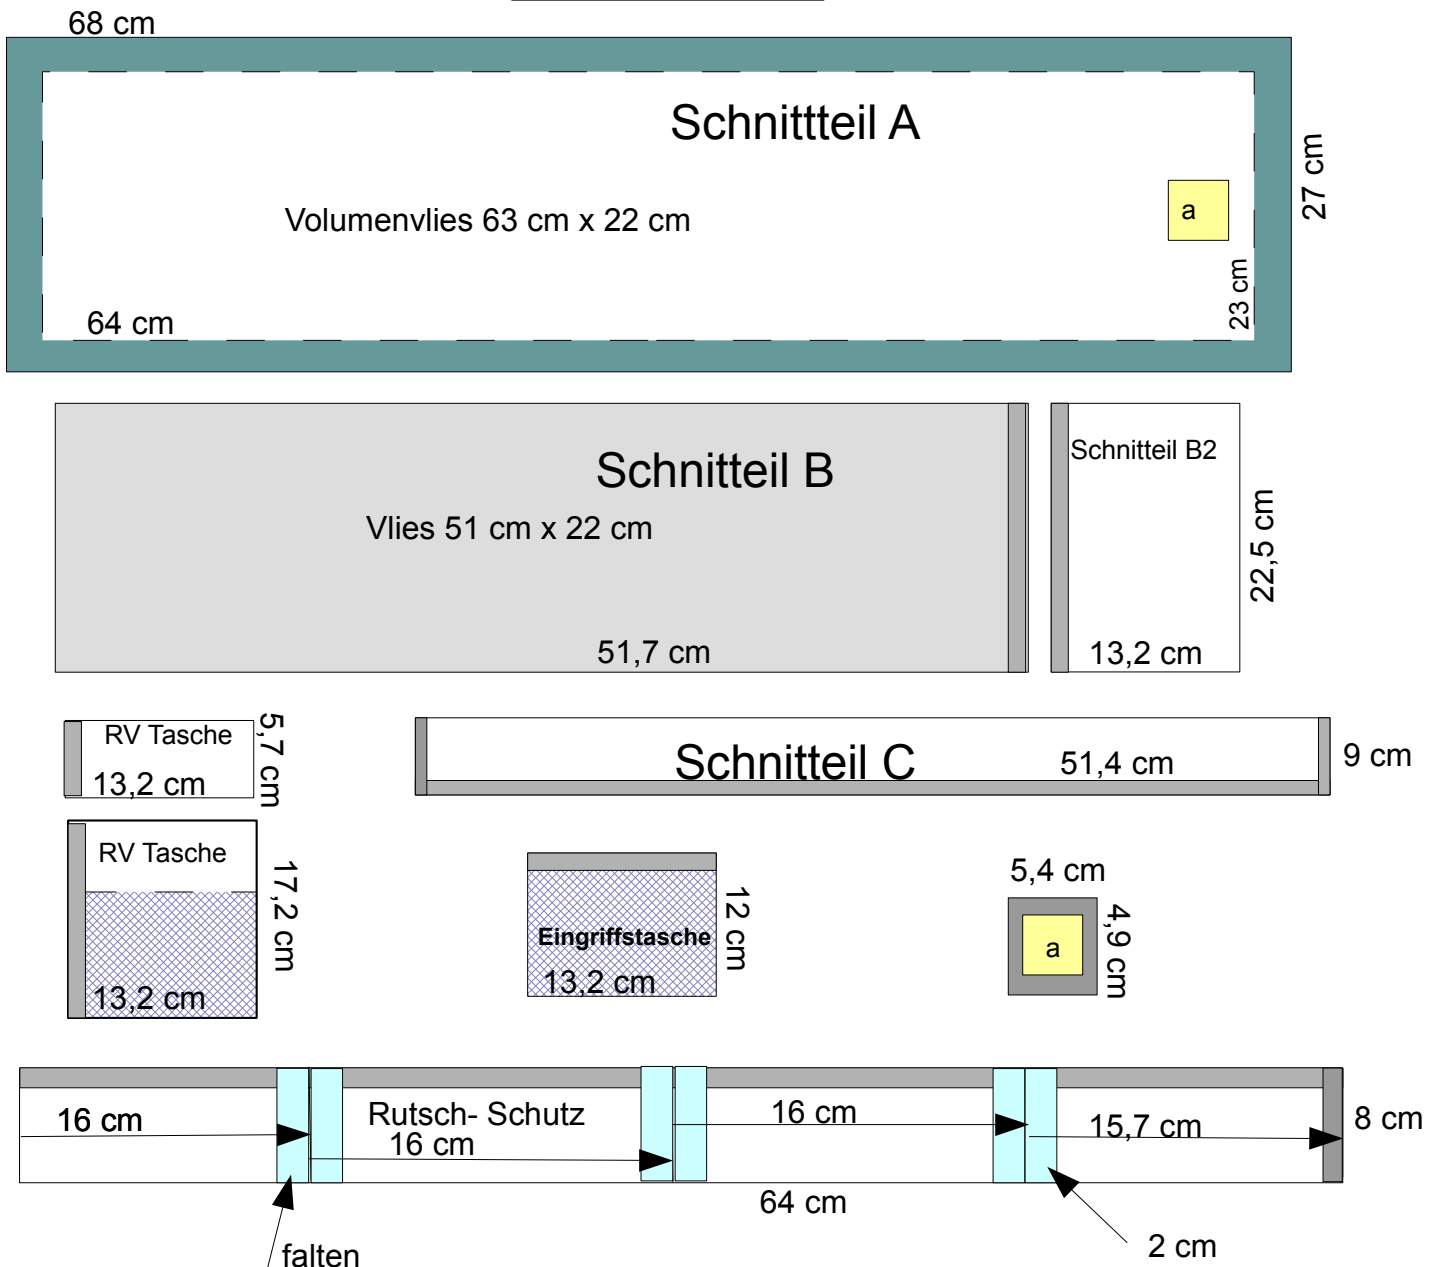 68 cm
Schnittteil A
27 cm
Volumenvlies 63 cm x 22 cm
a
23 cm
64 cm
Schnitteil B
Schnitteil B2
Vlies 51 cm x 22 cm
22,5 cm
51,7 cm
13,2 cm
RV Tasche
5,7 cm
13,2 cm
Schnitteil C
51,4 cm
9 cm
RV Tasche
17,2 cm
13,2 cm
Eingriffstasche
12 cm
13,2 cm
5,4 cm
4,9 cm
a
16 cm
Rutsch- Schutz
16 cm
16 cm
15,7 cm
8 cm
64 cm
2 cm
falten